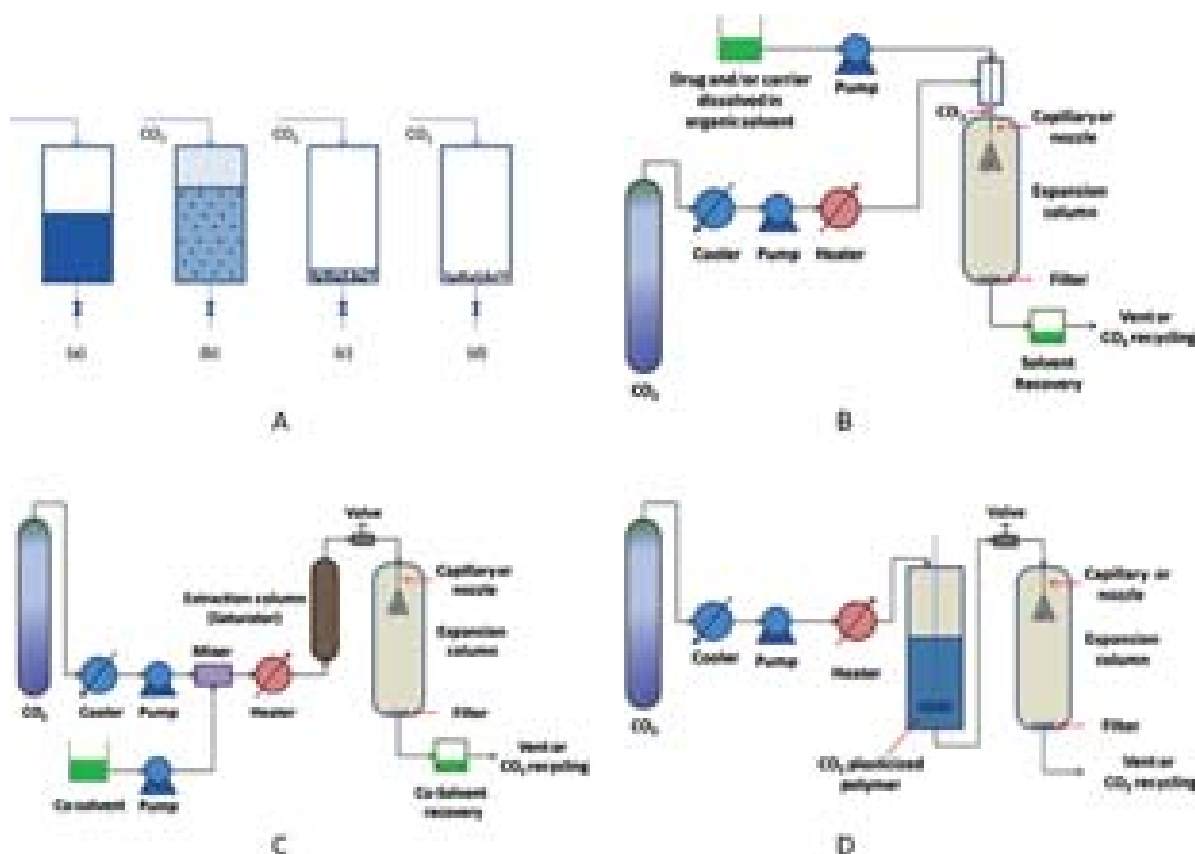 CO₂
CO₂
CO₂
(a)
(b)
(c)
(d)
A
Drug and/or carrier
dissolved in
organic solvent
Pump
CO₂
Capillary or
nozzle
Expansion
column
Cooler
Pump
Heater
Filter
Vent or
CO₂ recycling
Solvent
Recovery
CO₂
B
Valve
Capillary or
nozzle
Extraction column
(Saturator)
Expansion
column
Mixer
CO₂
Cooler
Pump
Heater
Filter
Vent or
CO₂ recycling
Co-solvent
Pump
Co-Solvent
recovery
C
Valve
Capillary or
nozzle
Expansion
column
Cooler
Pump
Heater
CO₂
Filter
CO₂ plasticized
polymer
Vent or
CO₂ recycling
D